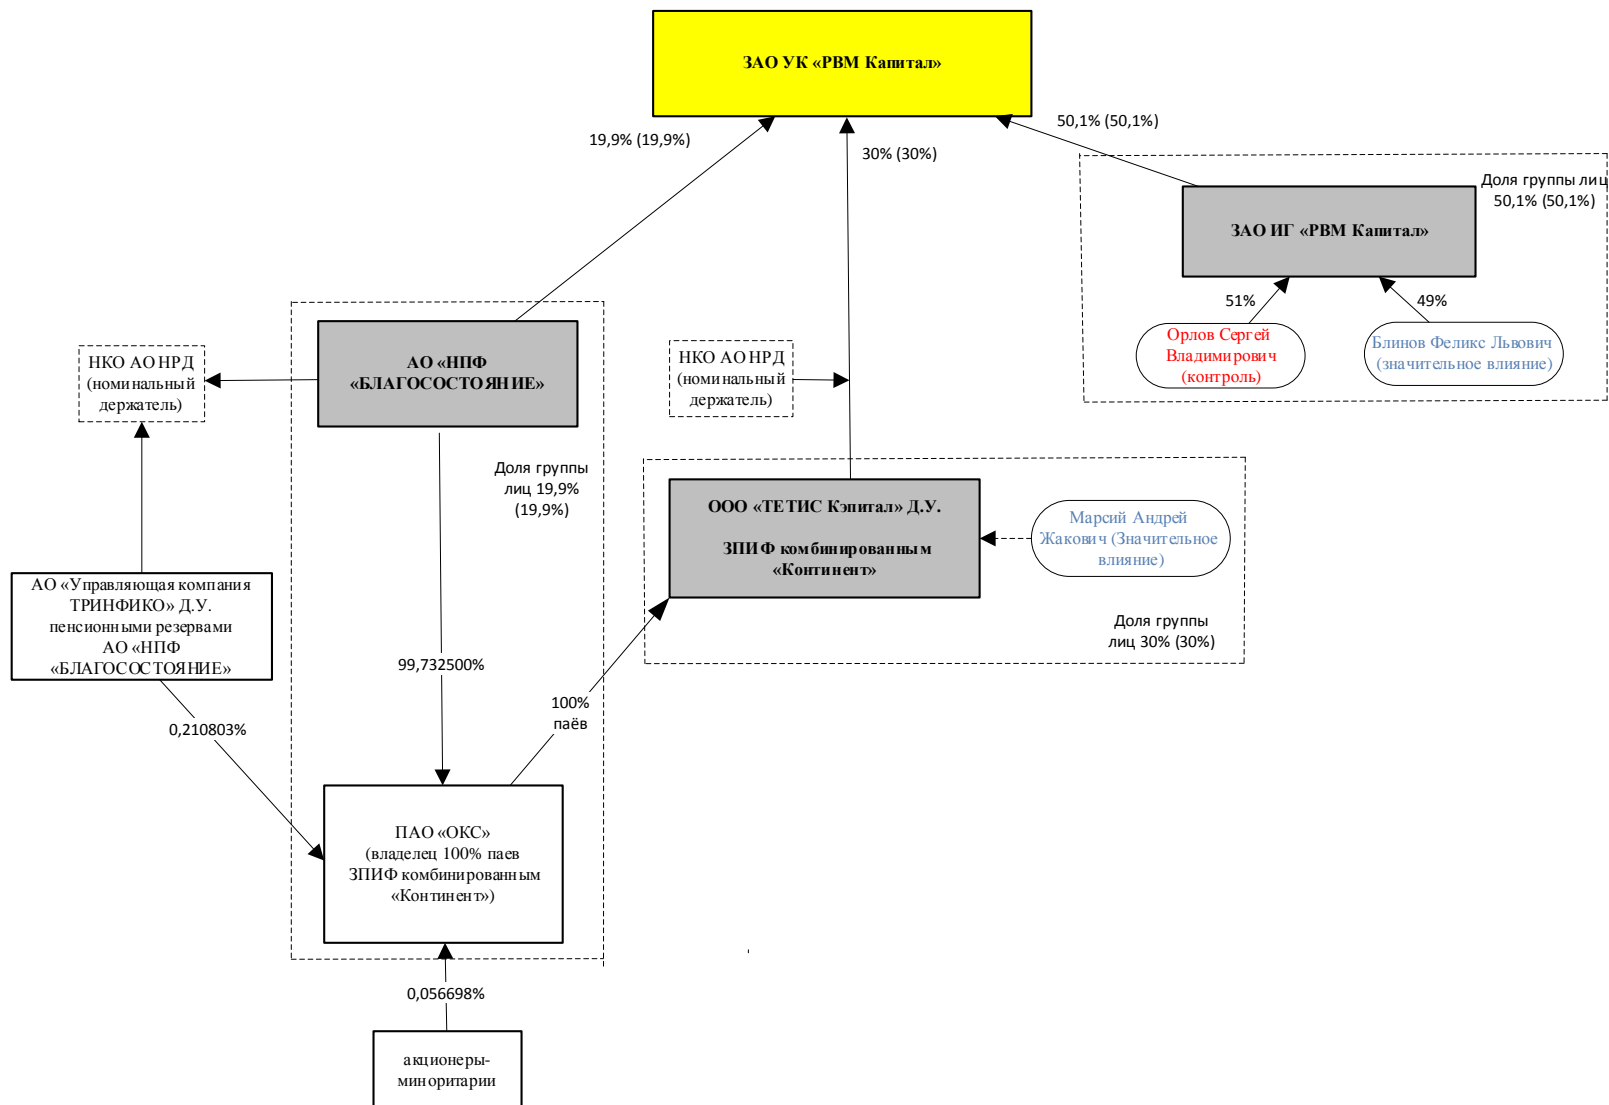 ЗАО УК «РВМ Капитал»
19,9% (19,9%)
30% (30%)
50,1% (50,1%)
Доля группы лиц
50,1% (50,1%)
ЗАО ИГ «РВМ Капитал»
51%
49%
Орлов Сергей
Владимирович
(контроль)
Блинов Феликс Львович
(значительное влияние)
НКО АО НРД
(номинальный
держатель)
АО «НПФ
«БЛАГОСОСТОЯНИЕ»
НКО АО НРД
(номинальный
держатель)
Доля группы
лиц 19,9%
(19,9%)
ООО «ТЕТИС Кэпитал» Д.У.
ЗПИФ комбинированным
«Континент»
Марсий Андрей
Жакович (Значительное
влияние)
Доля группы
лиц 30% (30%)
АО «Управляющая компания
ТРИНФИКО» Д.У.
пенсионными резервами
АО «НПФ
«БЛАГОСОСТОЯНИЕ»
99,732500%
100%
паёв
0,210803%
ПАО «ОКС»
(владелец 100% паев
ЗПИФ комбинированным
«Континент»)
0,056698%
акционеры-
миноритарии